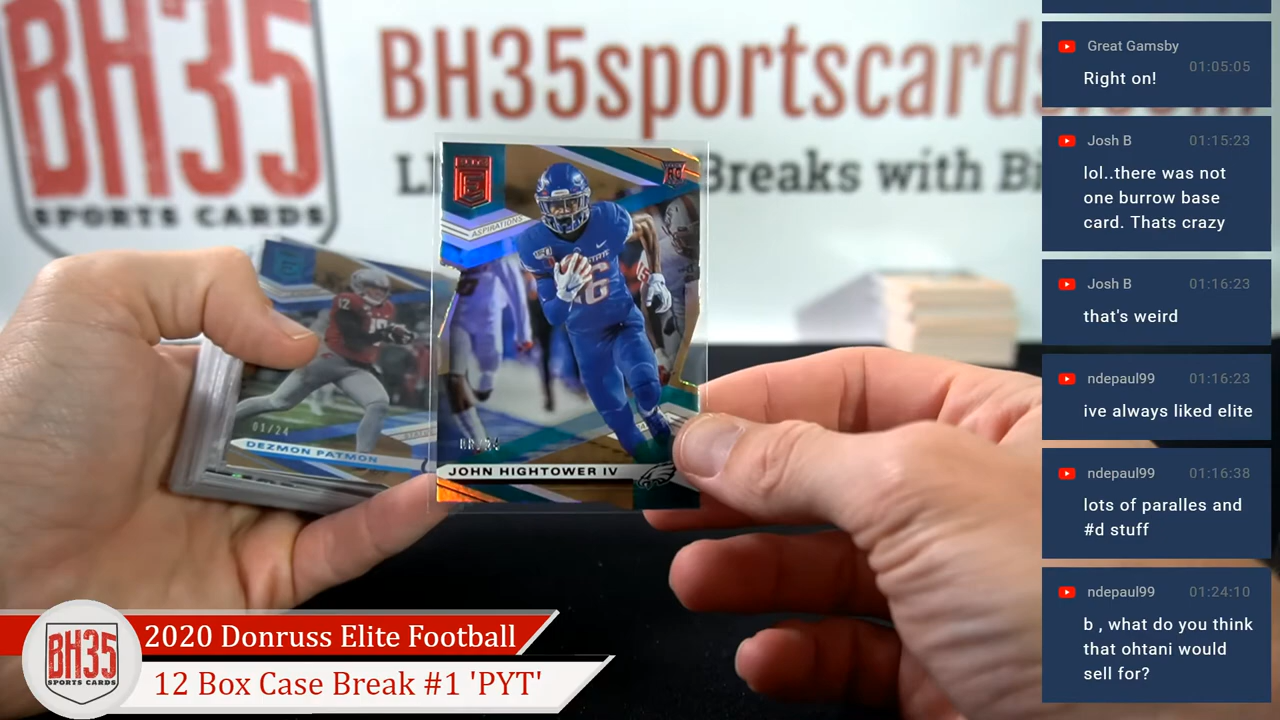 BH35
SPORTS CARDS
BH35sportscards.com
Breaks with
ELITE
ASPIRATIONS
RC
JOHN HIGHTOWER IV
01/24
DEZMON PATMON
BH35
SPORTS CARDS
2020 Donruss Elite Football
12 Box Case Break #1 'PYT'
Great Gamsby
01:05:05
Right on!
Josh B
01:15:23
lol..there was not
one burrow base
card. Thats crazy
Josh B
01:16:23
that's weird
ndepaul99
01:16:23
ive always liked elite
ndepaul99
01:16:38
lots of paralles and
#d stuff
ndepaul99
01:24:10
b , what do you think
that ohtani would
sell for?